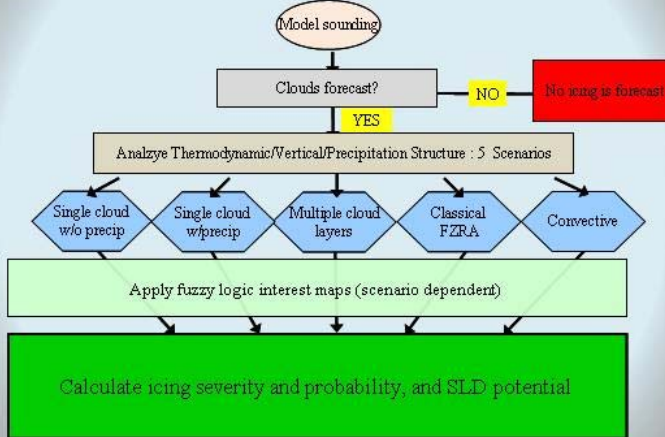 Model sounding
Clouds forecast?
NO
No icing is forecast
YES
Analzye Thermodynamic/Vertical/Precipitation Structure : 5 Scenarios
Single cloud
w/o precip
Single cloud
w/precip
Multiple cloud
layers
Classical
FZRA
Convective
Apply fuzzy logic interest maps (scenario dependent)
Calculate icing severity and probability, and SLD potential